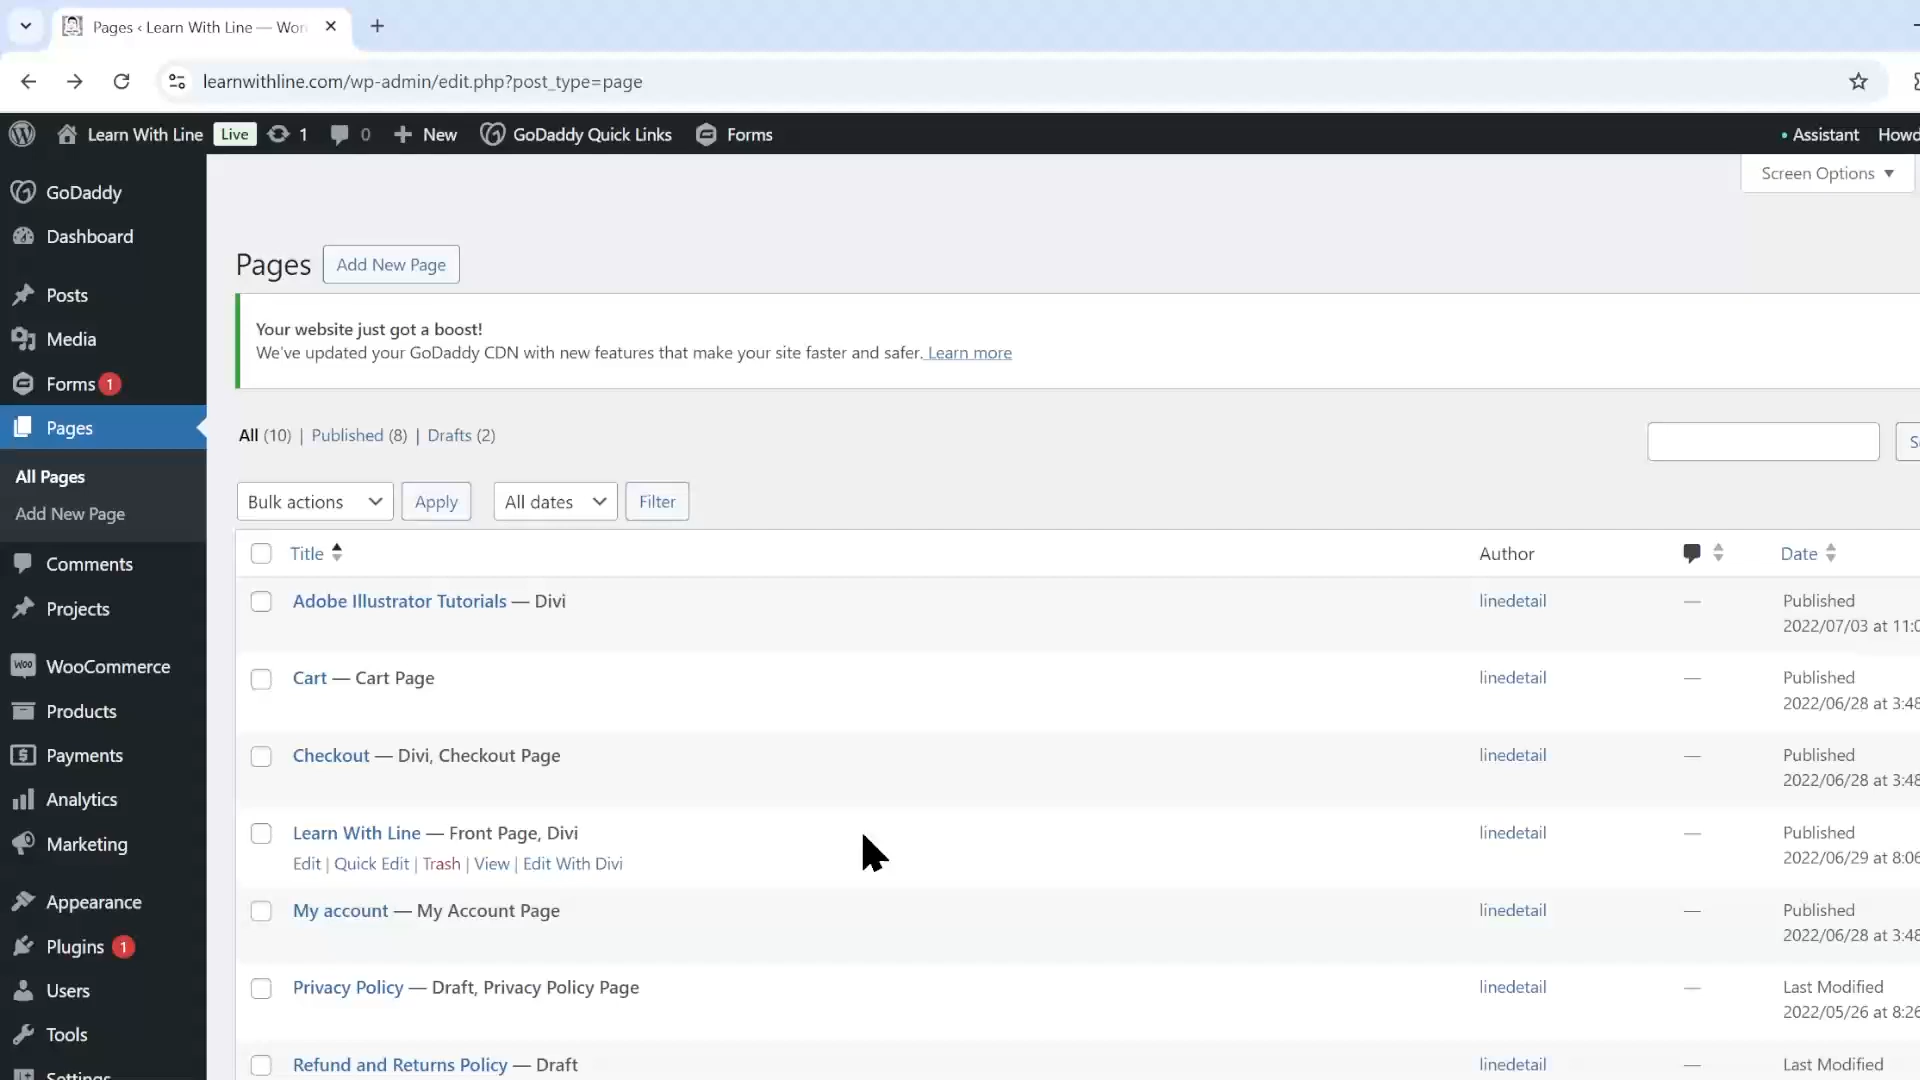 Pages ‹ Learn With Line — Wor
learnwithline.com/wp-admin/edit.php?post_type=page
Learn With Line Live 1 0 New GoDaddy Quick Links Forms Assistant Howd
Screen Options
GoDaddy
Dashboard
Posts
Media
Forms 1
Pages
All Pages
Add New Page
Comments
Projects
WooCommerce
Products
Payments
Analytics
Marketing
Appearance
Plugins 1
Users
Tools
Settings
Pages Add New Page
Your website just got a boost!
We've updated your GoDaddy CDN with new features that make your site faster and safer. Learn more
All (10) | Published (8) | Drafts (2)
Bulk actions Apply All dates Filter
Title Author Date
Adobe Illustrator Tutorials — Divi linedetail — Published
2022/07/03 at 11:0
Cart — Cart Page linedetail — Published
2022/06/28 at 3:48
Checkout — Divi, Checkout Page linedetail — Published
2022/06/28 at 3:48
Learn With Line — Front Page, Divi linedetail — Published
Edit | Quick Edit | Trash | View | Edit With Divi 2022/06/29 at 8:06
My account — My Account Page linedetail — Published
2022/06/28 at 3:48
Privacy Policy — Draft, Privacy Policy Page linedetail — Last Modified
2022/05/26 at 8:26
Refund and Returns Policy — Draft linedetail — Last Modified